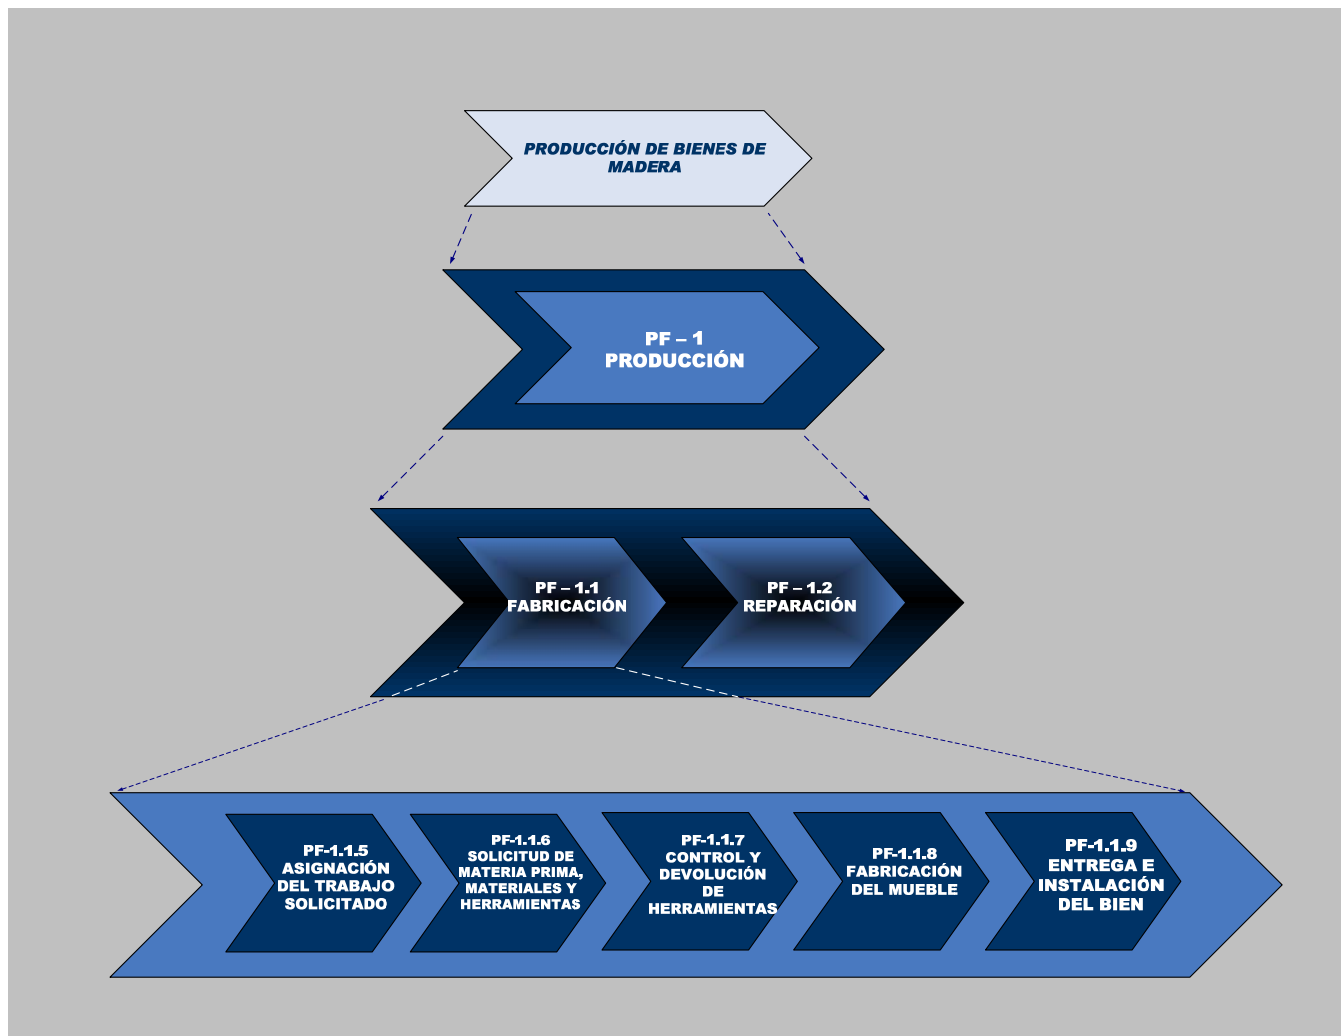 PRODUCCIÓN DE BIENES DE
MADERA
PF – 1
PRODUCCIÓN
PF – 1.1
FABRICACIÓN
PF – 1.2
REPARACIÓN
PF-1.1.5
ASIGNACIÓN
DEL TRABAJO
SOLICITADO
PF-1.1.6
SOLICITUD DE
MATERIA PRIMA,
MATERIALES Y
HERRAMIENTAS
PF-1.1.7
CONTROL Y
DEVOLUCIÓN
DE
HERRAMIENTAS
PF-1.1.8
FABRICACIÓN
DEL MUEBLE
PF-1.1.9
ENTREGA E
INSTALACIÓN
DEL BIEN